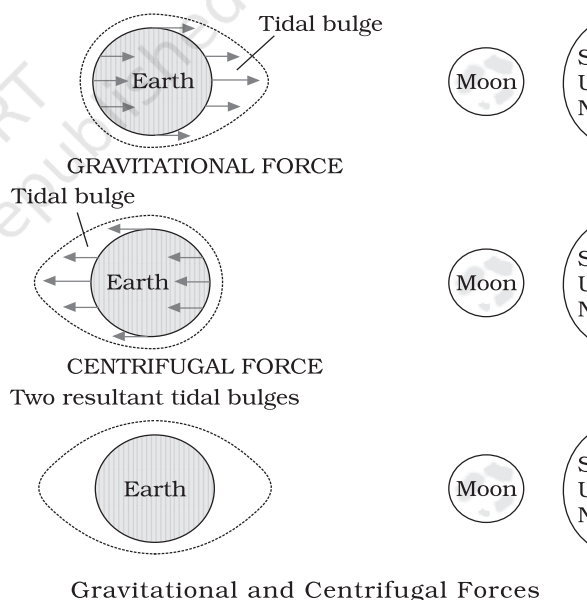 Tidal bulge
Earth
Moon
S
U
N
GRAVITATIONAL FORCE
Tidal bulge
Earth
Moon
S
U
N
CENTRIFUGAL FORCE
Two resultant tidal bulges
Earth
Moon
S
U
N
Gravitational and Centrifugal Forces